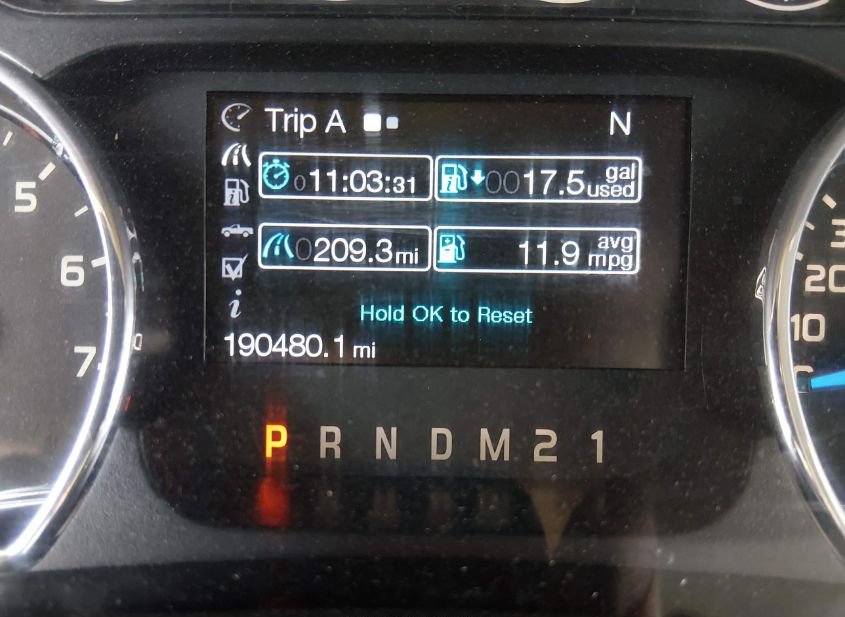 Trip A N
011:03:31 0017.5 gal used
0209.3 mi 11.9 avg mpg
i
Hold OK to Reset
190480.1 mi
P R N D M 2 1
5
6
7
20
10